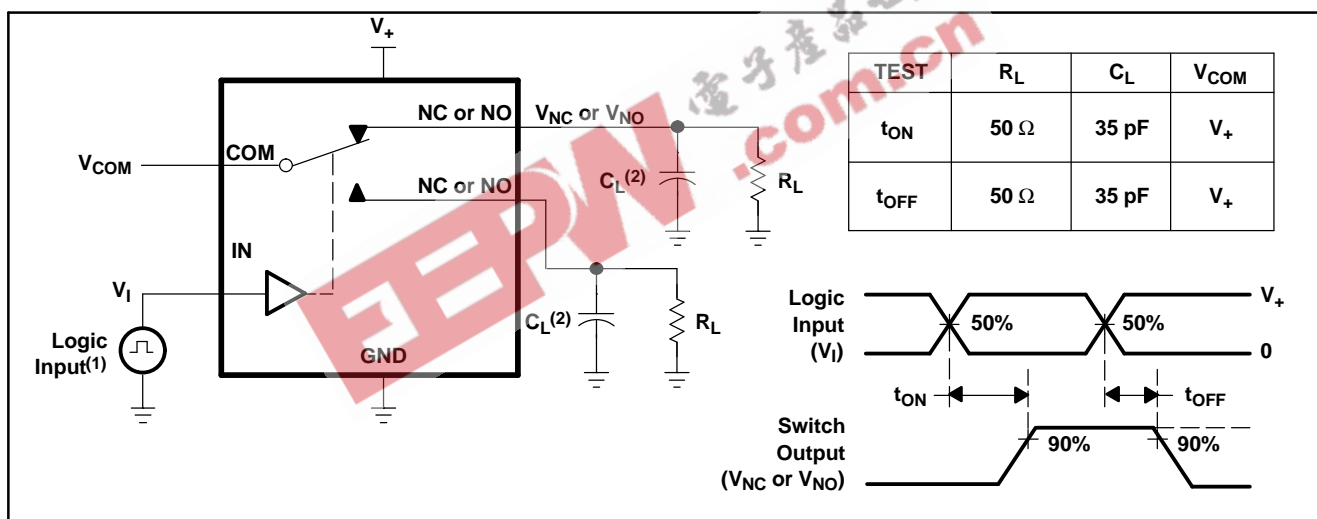 V+
NC or NO
VNC or VNO
COM
VCOM
CL(2)
RL
NC or NO
IN
VI
CL(2)
RL
Logic
Input(1)
GND
TEST RL CL VCOM
tON 50 Ω 35 pF V+
tOFF 50 Ω 35 pF V+
Logic
Input
(VI)
50%
50%
V+
0
tON
tOFF
Switch
Output
(VNC or VNO)
90%
90%
EEPW
電子產品
.com.cn